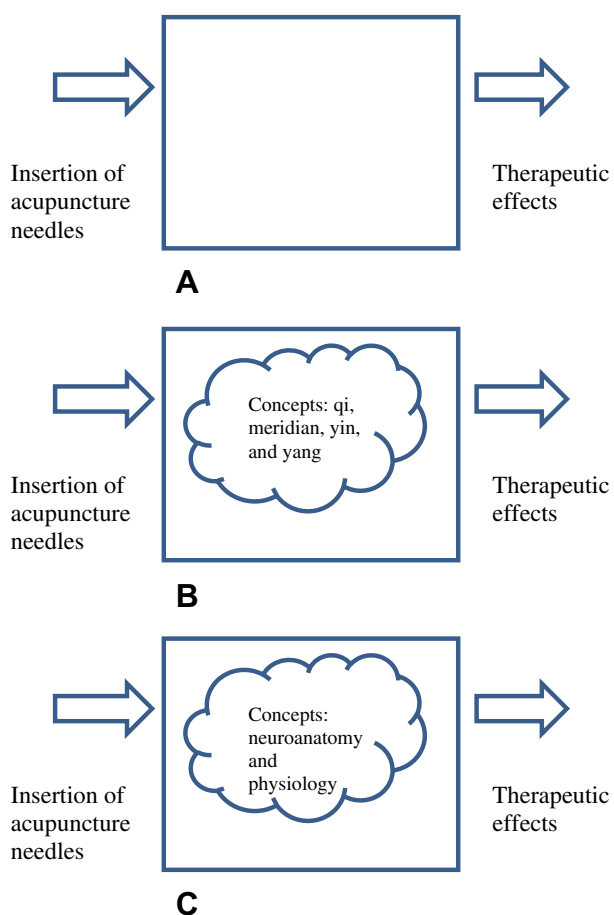 Insertion of
acupuncture
needles
Therapeutic
effects
A
Concepts: qi,
meridian, yin,
and yang
Insertion of
acupuncture
needles
Therapeutic
effects
B
Concepts:
neuroanatomy
and
physiology
Insertion of
acupuncture
needles
Therapeutic
effects
C